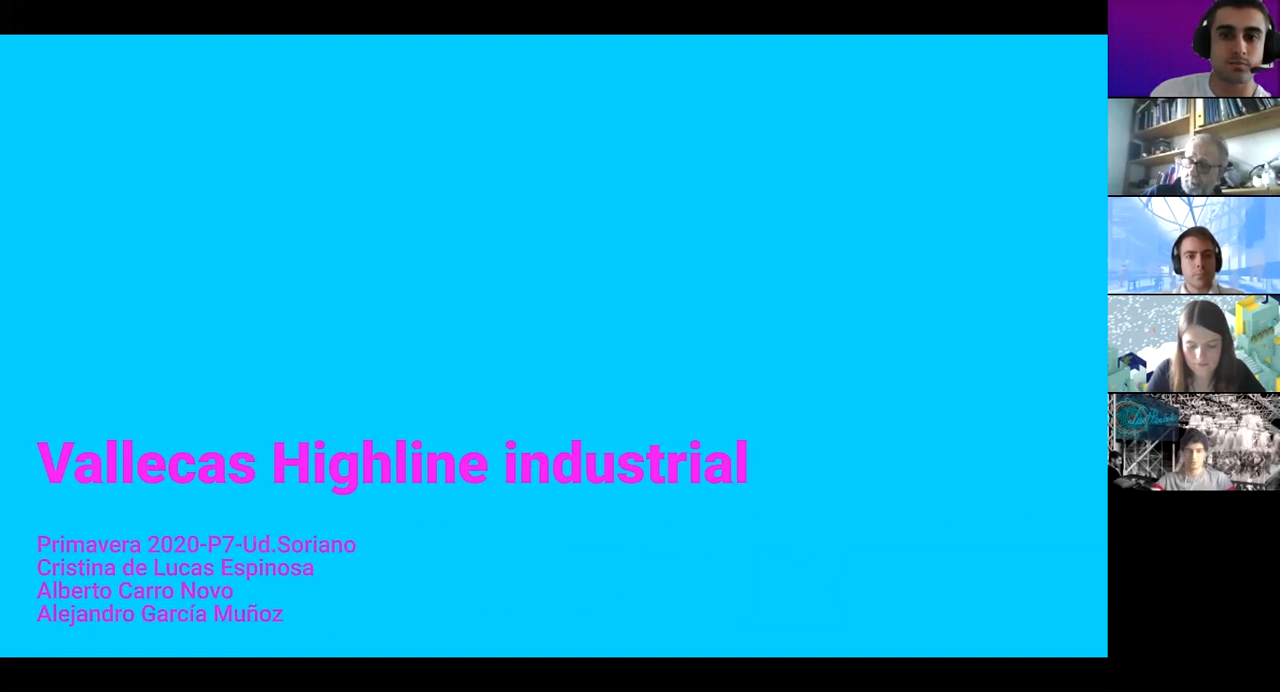 Vallecas Highline industrial
Primavera 2020-P7-Ud.Soriano
Cristina de Lucas Espinosa
Alberto Carro Novo
Alejandro García Muñoz